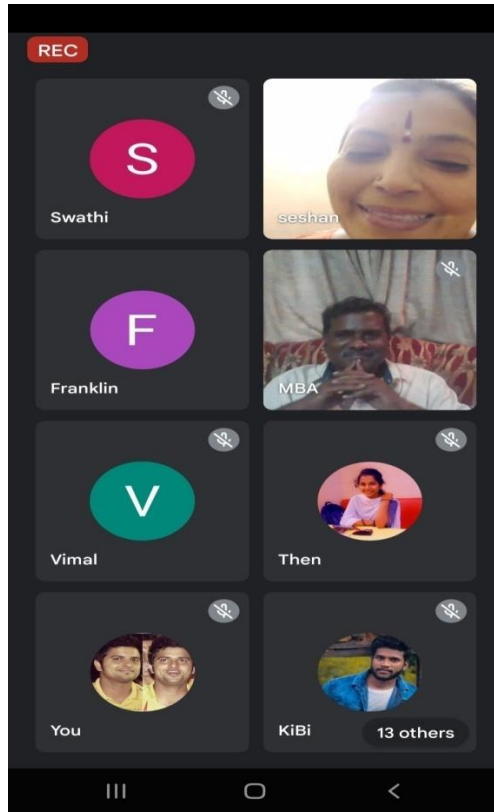 REC
S
Swathi
seshan
F
Franklin
MBA
V
Vimal
Then
You
KiBi
13 others